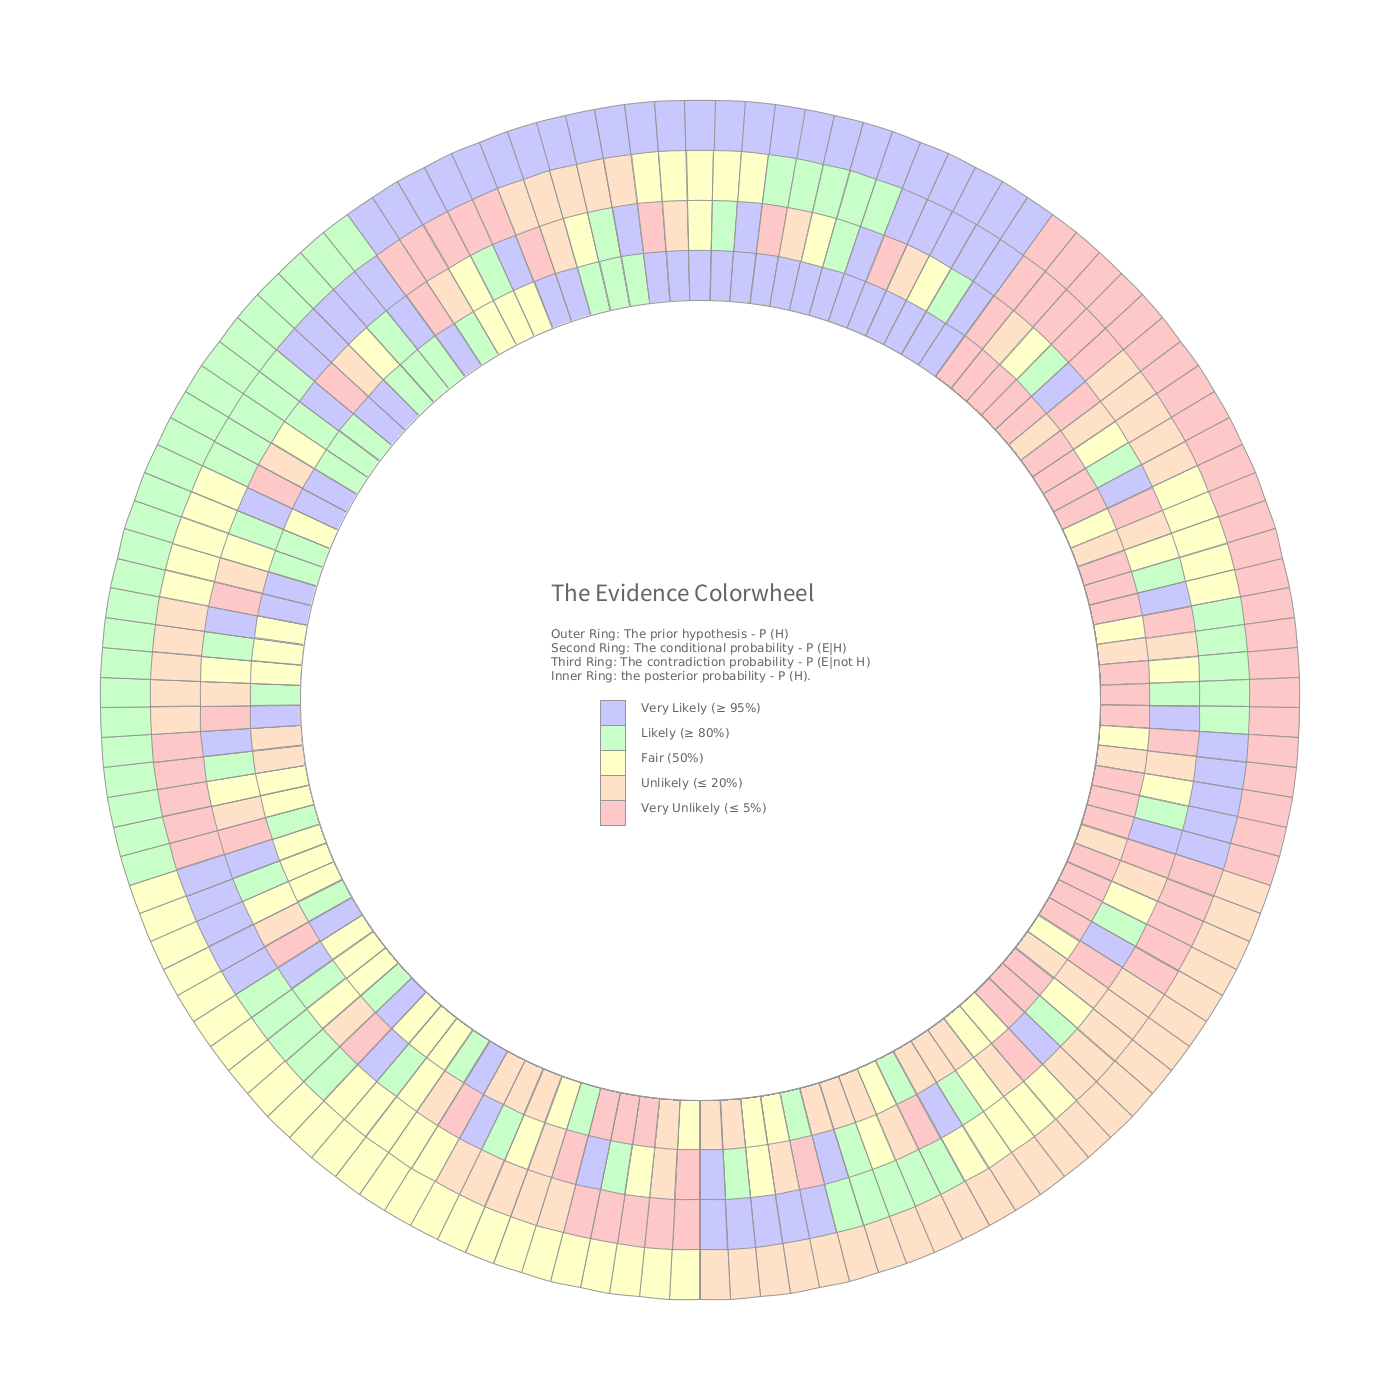 The Evidence Colorwheel
Outer Ring: The prior hypothesis - P (H)
Second Ring: The conditional probability - P (E|H)
Third Ring: The contradiction probability - P (E|not H)
Inner Ring: the posterior probability - P (H).
Very Likely (≥ 95%)
Likely (≥ 80%)
Fair (50%)
Unlikely (≤ 20%)
Very Unlikely (≤ 5%)